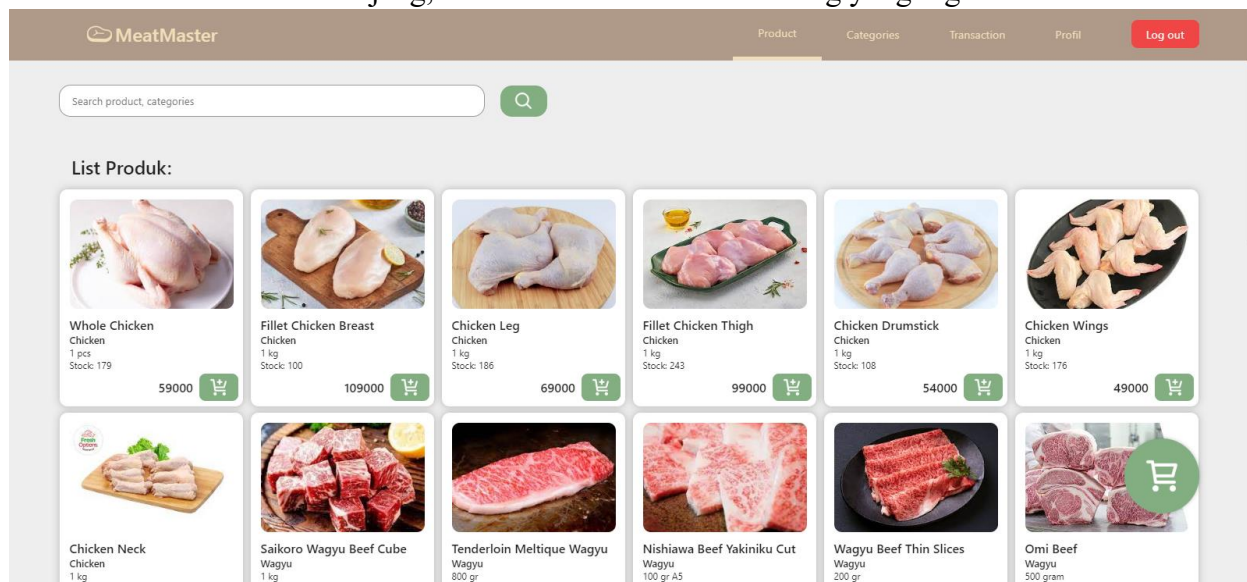 MeatMaster
Product Categories Transaction Profil Log out
Search product, categories
List Produk:
Whole Chicken
Chicken
1 pcs
Stock: 179
59000
Fillet Chicken Breast
Chicken
1 kg
Stock: 100
109000
Chicken Leg
Chicken
1 kg
Stock: 186
69000
Fillet Chicken Thigh
Chicken
1 kg
Stock: 243
99000
Chicken Drumstick
Chicken
1 kg
Stock: 108
54000
Chicken Wings
Chicken
1 kg
Stock: 176
49000
Fresh
Options
Chicken Neck
Chicken
1 kg
Saikoro Wagyu Beef Cube
Wagyu
1 kg
Tenderloin Meltique Wagyu
Wagyu
800 gr
Nishiawa Beef Yakiniku Cut
Wagyu
100 gr A5
Wagyu Beef Thin Slices
Wagyu
200 gr
Omi Beef
Wagyu
500 gram